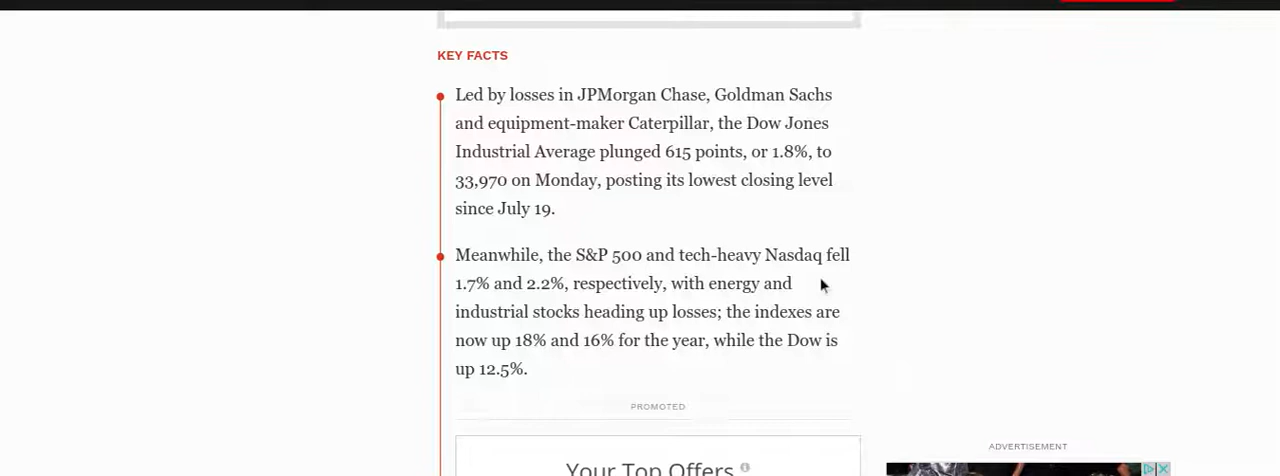 KEY FACTS
Led by losses in JPMorgan Chase, Goldman Sachs
and equipment-maker Caterpillar, the Dow Jones
Industrial Average plunged 615 points, or 1.8%, to
33,970 on Monday, posting its lowest closing level
since July 19.
Meanwhile, the S&P 500 and tech-heavy Nasdaq fell
1.7% and 2.2%, respectively, with energy and
industrial stocks heading up losses; the indexes are
now up 18% and 16% for the year, while the Dow is
up 12.5%.
PROMOTED
Your Top Offers
ADVERTISEMENT